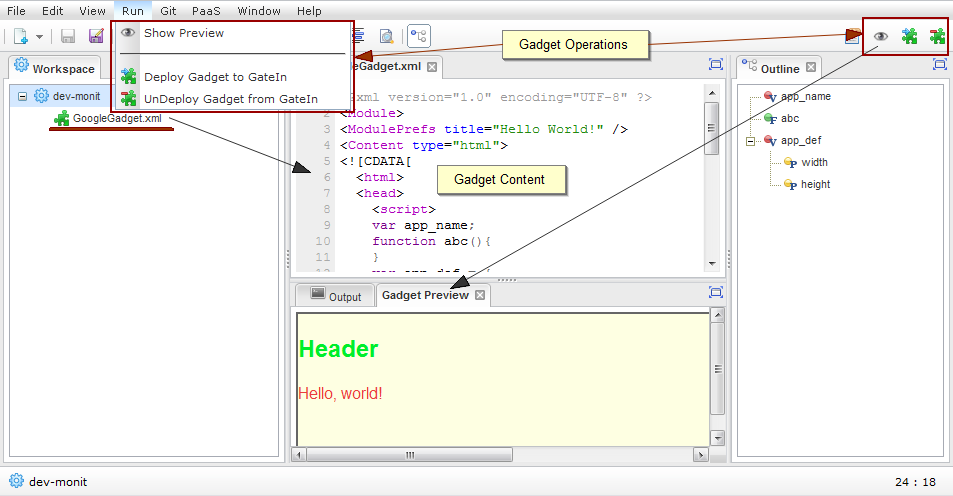 File Edit View Run Git PaaS Window Help
Show Preview
Deploy Gadget to GateIn
UnDeploy Gadget from GateIn
Gadget Operations
Workspace
dev-monit
GoogleGadget.xml
eGadget.xml
xml version="1.0" encoding="UTF-8" ?>
2 <Module>
3 <ModulePrefs title="Hello World!" />
4 <Content type="html">
5 <![CDATA[
6 <html>
7 <head>
8 <script>
9 var app_name;
10 function abc(){
11 }
Gadget Content
Outline
app_name
abc
app_def
width
height
Output
Gadget Preview
Header
Hello, world!
dev-monit
24 : 18